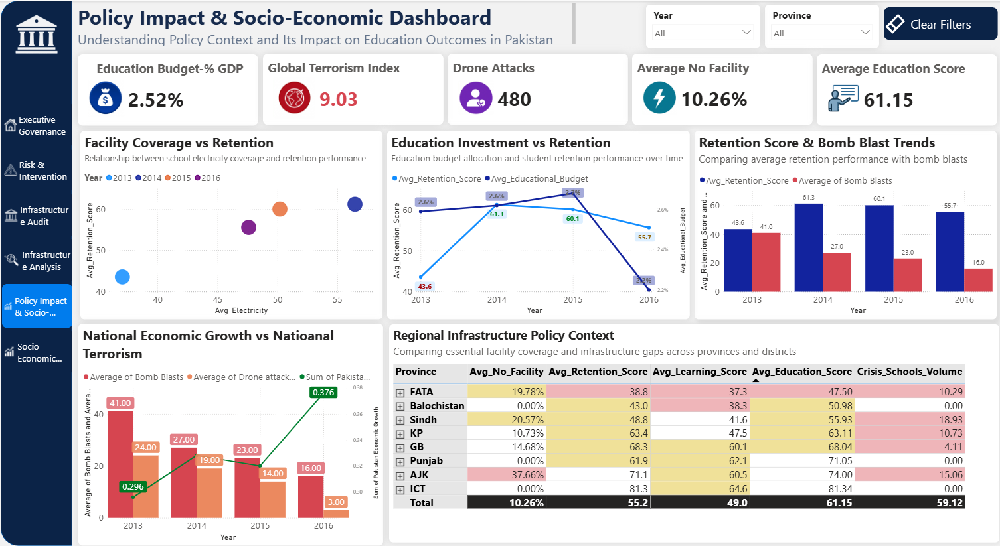 Policy Impact & Socio-Economic Dashboard
Understanding Policy Context and Its Impact on Education Outcomes in Pakistan
Year
All
Province
All
Clear Filters
Executive
Governance
Risk &
Intervention
Infrastructur
e Audit
Infrastructur
e Analysis
Policy Impact
& Socio-...
Socio
Economic...
Education Budget-% GDP
2.52%
Global Terrorism Index
9.03
Drone Attacks
480
Average No Facility
10.26%
Average Education Score
61.15
Facility Coverage vs Retention
Relationship between school electricity coverage and retention performance
Year 2013 2014 2015 2016
Avg_Retention_Score
60
50
40
40 45 50 55
Avg_Electricity
Education Investment vs Retention
Education budget allocation and student retention performance over time
Avg_Retention_Score Avg_Educational_Budget
Avg_Retention_Score
60
50
40
2.6% 2.6% 2.7% 2.2%
43.6 61.3 60.1 55.7
2.6%
2.4%
2.2%
Avg_Educational_Budget
2013 2014 2015 2016
Year
Retention Score & Bomb Blast Trends
Comparing average retention performance with bomb blasts
Avg_Retention_Score Average of Bomb Blasts
Avg_Retention_Score and ...
60
40
20
0
43.6 41.0 61.3 27.0 60.1 23.0 55.7 16.0
2013 2014 2015 2016
Year
National Economic Growth vs Natioanal
Terrorism
Average of Bomb Blasts Average of Drone attack... Sum of Pakista...
Average of Bomb Blasts and Avera...
40
20
0
41.00 24.00 27.00 19.00 23.00 14.00 16.00 3.00
0.296 0.376
0.38
0.36
0.34
0.32
0.30
Sum of Pakistan Economic Growth
2013 2014 2015 2016
Year
Regional Infrastructure Policy Context
Comparing essential facility coverage and infrastructure gaps across provinces and districts
Province Avg_No_Facility Avg_Retention_Score Avg_Learning_Score Avg_Education_Score Crisis_Schools_Volume
FATA 19.78% 38.8 37.3 47.50 10.29
Balochistan 0.00% 43.0 38.3 50.98 0.00
Sindh 20.57% 48.8 41.6 55.93 18.93
KP 10.73% 63.4 47.5 63.11 10.73
GB 14.68% 68.3 60.1 68.04 4.11
Punjab 0.00% 61.9 62.1 71.05 0.00
AJK 37.66% 71.1 60.5 74.00 15.06
ICT 0.00% 81.3 64.6 81.34 0.00
Total 10.26% 55.2 49.0 61.15 59.12